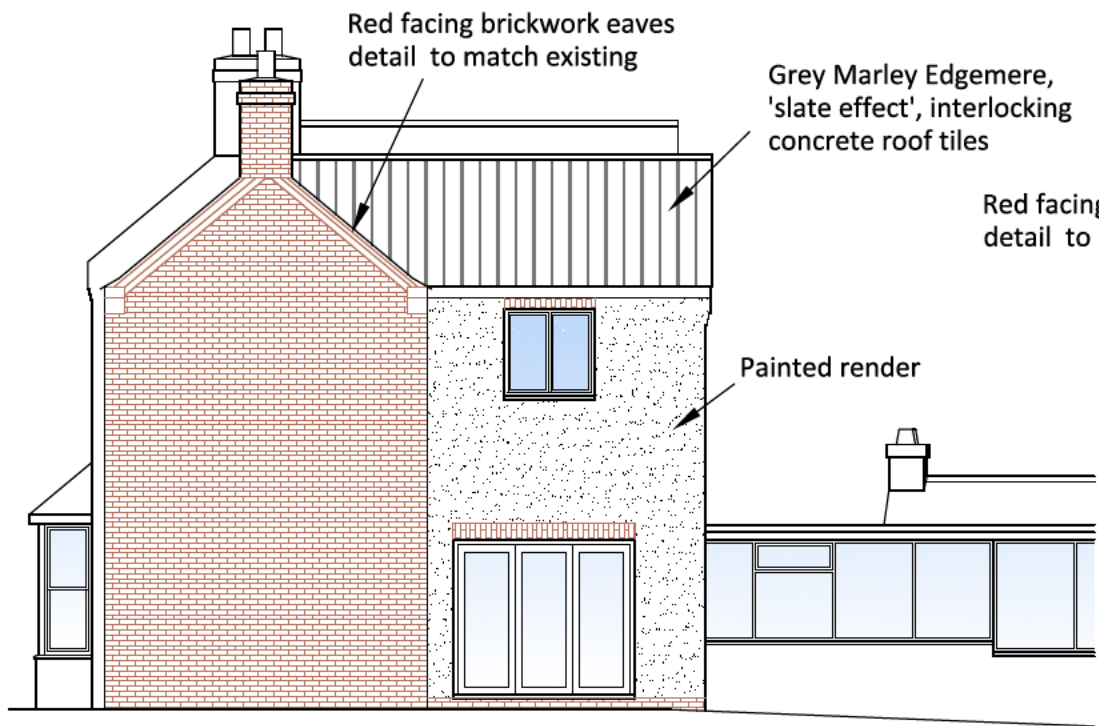 Red facing brickwork eaves
detail to match existing
Grey Marley Edgemere,
'slate effect', interlocking
concrete roof tiles
Red facing
detail to
Painted render